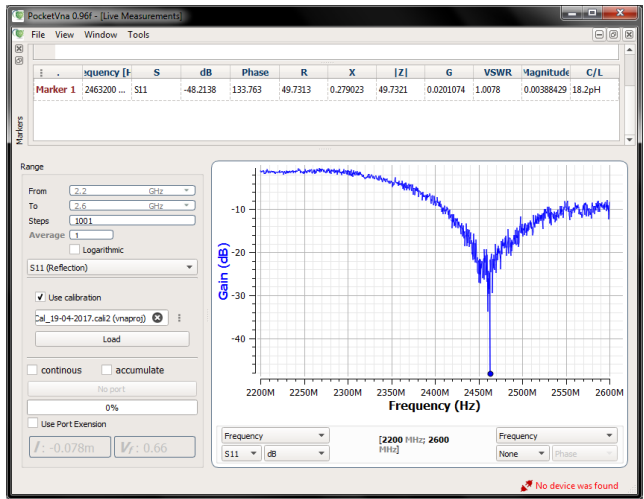 PocketVna 0.96f - [Live Measurements]
File View Window Tools
Markers
⋮ . equency [H S dB Phase R X |Z| G VSWR Magnitude C/L
Marker 1 2463200 ... S11 -48.2138 133.763 49.7313 0.279023 49.7321 0.0201074 1.0078 0.00388429 18.2pH
Range
From 2.2 GHz
To 2.6 GHz
Steps 1001
Average 1
Logarithmic
S11 (Reflection)
Use calibration
Cal_19-04-2017.cali2 (vnaproj)
Load
continous accumulate
No port
0%
Use Port Exension
I : -0.078m Vf : 0.66
Gain (dB)
-10
-20
-30
-40
2200M 2250M 2300M 2350M 2400M 2450M 2500M 2550M 2600M
Frequency (Hz)
Frequency [2200 MHz; 2600 MHz] Frequency
S11 dB None Phase
No device was found